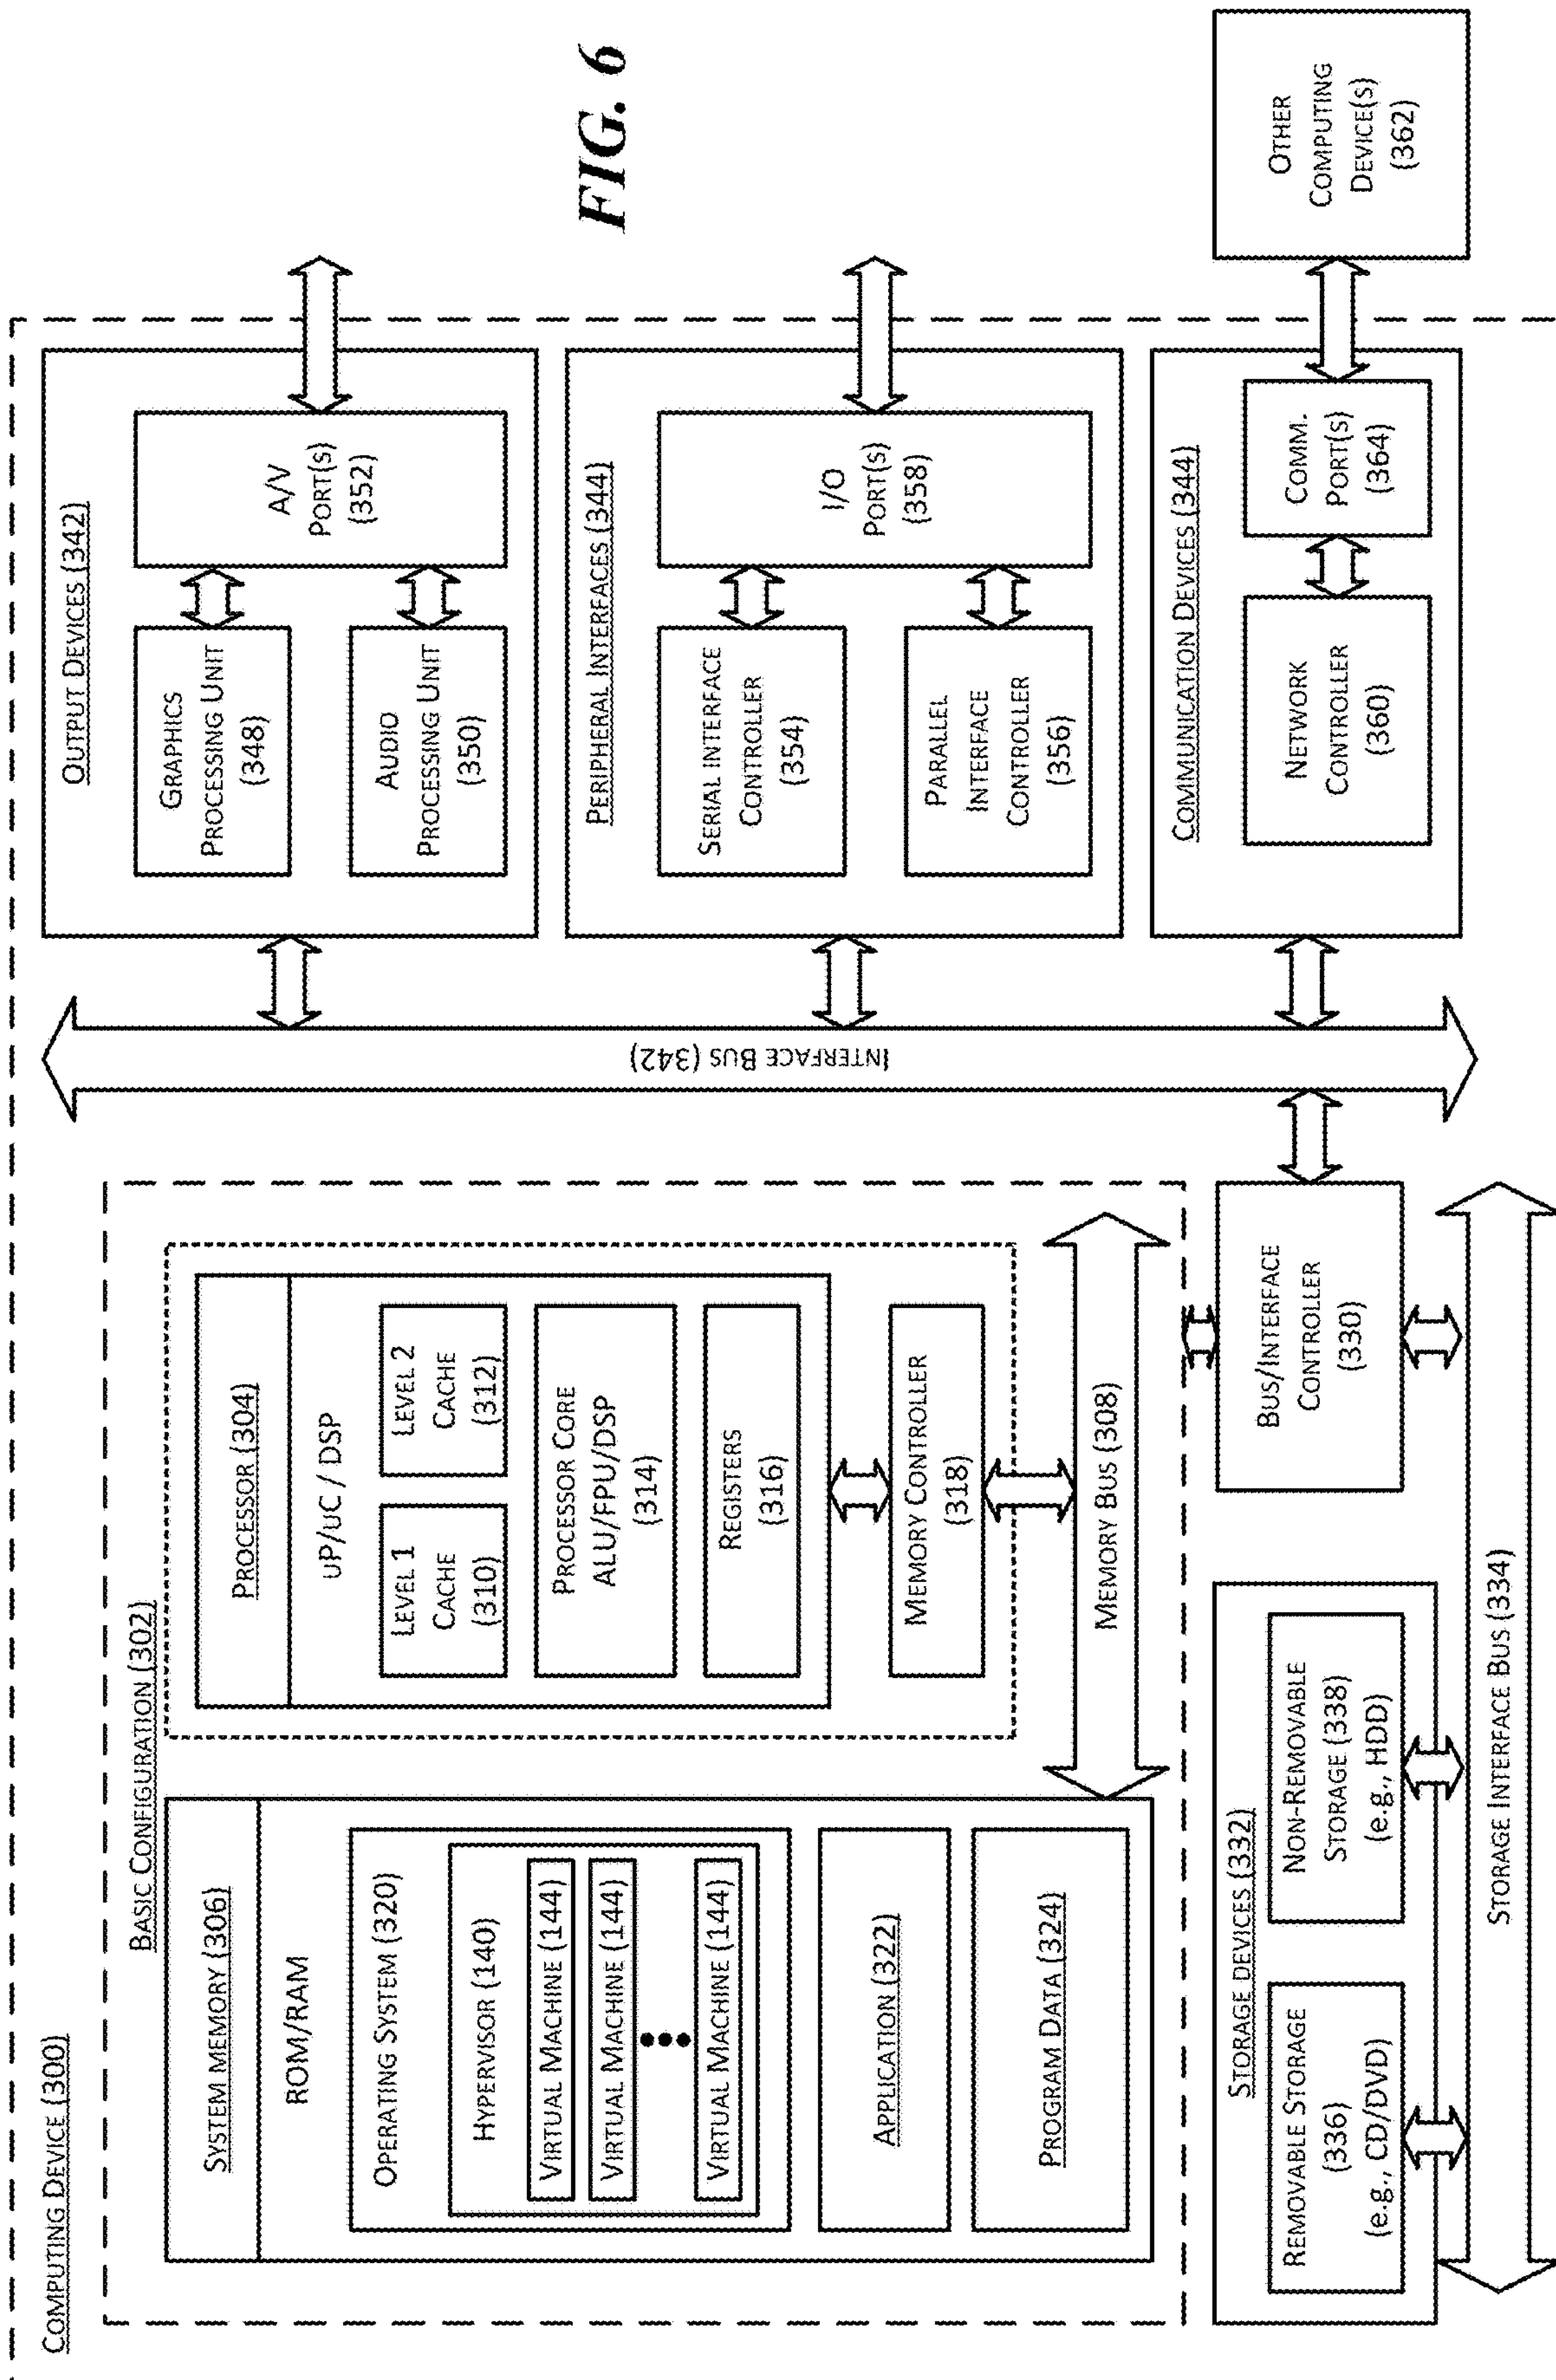 COMPUTING DEVICE (300)
BASIC CONFIGURATION (302)
SYSTEM MEMORY (306)
ROM/RAM
OPERATING SYSTEM (320)
HYPERVISOR (140)
VIRTUAL MACHINE (144)
VIRTUAL MACHINE (144)
VIRTUAL MACHINE (144)
APPLICATION (322)
PROGRAM DATA (324)
PROCESSOR (304)
uP/uC / DSP
LEVEL 1
CACHE
(310)
LEVEL 2
CACHE
(312)
PROCESSOR CORE
ALU/FPU/DSP
(314)
REGISTERS
(316)
MEMORY CONTROLLER
(318)
MEMORY BUS (308)
BUS/INTERFACE
CONTROLLER
(330)
STORAGE DEVICES (332)
REMOVABLE STORAGE
(336)
(e.g., CD/DVD)
NON-REMOVABLE
STORAGE (338)
(e.g., HDD)
STORAGE INTERFACE BUS (334)
INTERFACE BUS (342)
OUTPUT DEVICES (342)
GRAPHICS
PROCESSING UNIT
(348)
AUDIO
PROCESSING UNIT
(350)
A/V
PORT(S)
(352)
PERIPHERAL INTERFACES (344)
SERIAL INTERFACE
CONTROLLER
(354)
PARALLEL
INTERFACE
CONTROLLER
(356)
I/O
PORT(S)
(358)
COMMUNICATION DEVICES (344)
NETWORK
CONTROLLER
(360)
COMM.
PORT(S)
(364)
OTHER
COMPUTING
DEVICE(S)
(362)
FIG. 6